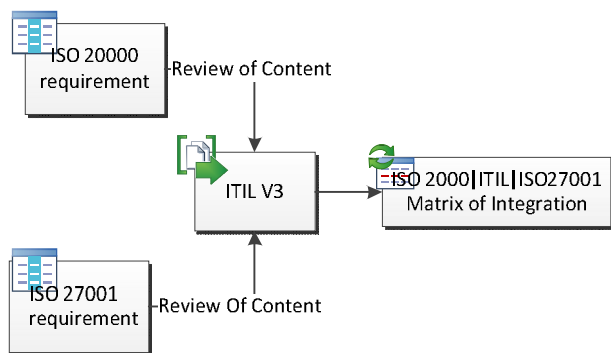 ISO 20000
requirement
Review of Content
ITIL V3
ISO 2000|ITIL|ISO27001
Matrix of Integration
ISO 27001
requirement
Review Of Content